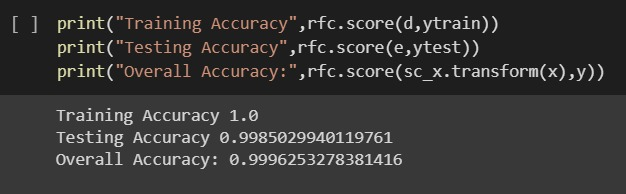 [ ] print("Training Accuracy",rfc.score(d,ytrain))
print("Testing Accuracy",rfc.score(e,ytest))
print("Overall Accuracy:",rfc.score(sc_x.transform(x),y))
Training Accuracy 1.0
Testing Accuracy 0.9985029940119761
Overall Accuracy: 0.9996253278381416